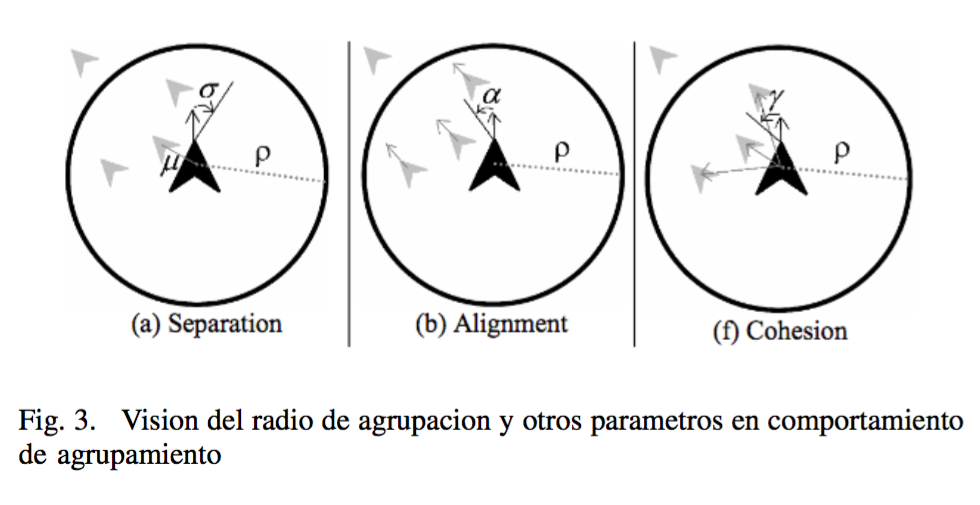 σ
μ
ρ
α
ρ
γ
ρ
(a) Separation
(b) Alignment
(f) Cohesion
Fig. 3. Vision del radio de agrupacion y otros parametros en comportamiento
de agrupamiento